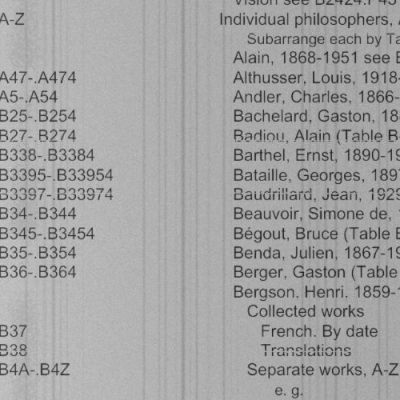 Vision see B2424.P45
A-Z Individual philosophers, A
Subarrange each by Ta
Alain, 1868-1951 see B
A47-.A474 Althusser, Louis, 1918-
A5-.A54 Andler, Charles, 1866-
B25-.B254 Bachelard, Gaston, 18
B27-.B274 Badiou, Alain (Table B-
B338-.B3384 Barthel, Ernst, 1890-19
B3395-.B33954 Bataille, Georges, 189
B3397-.B33974 Baudrillard, Jean, 1929
B34-.B344 Beauvoir, Simone de, 1
B345-.B3454 Bégout, Bruce (Table B
B35-.B354 Benda, Julien, 1867-19
B36-.B364 Berger, Gaston (Table
Bergson, Henri, 1859-1
Collected works
B37 French. By date
B38 Translations
B4A-.B4Z Separate works, A-Z
e. g.